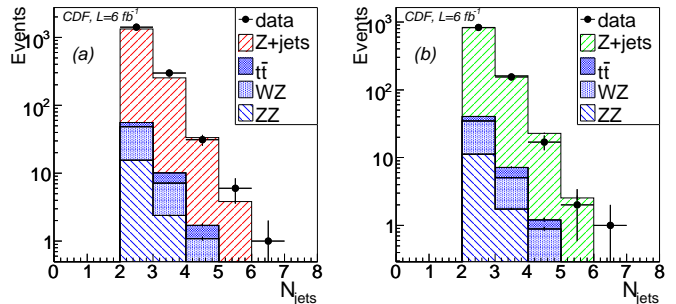 CDF, L=6 fb⁻¹
(a)
data
Z+jets
tt̄
WZ
ZZ
Events
10³
10²
10
1
0 1 2 3 4 5 6 7 8
N_jets
CDF, L=6 fb⁻¹
(b)
data
Z+jets
tt̄
WZ
ZZ
Events
10³
10²
10
1
0 1 2 3 4 5 6 7 8
N_jets